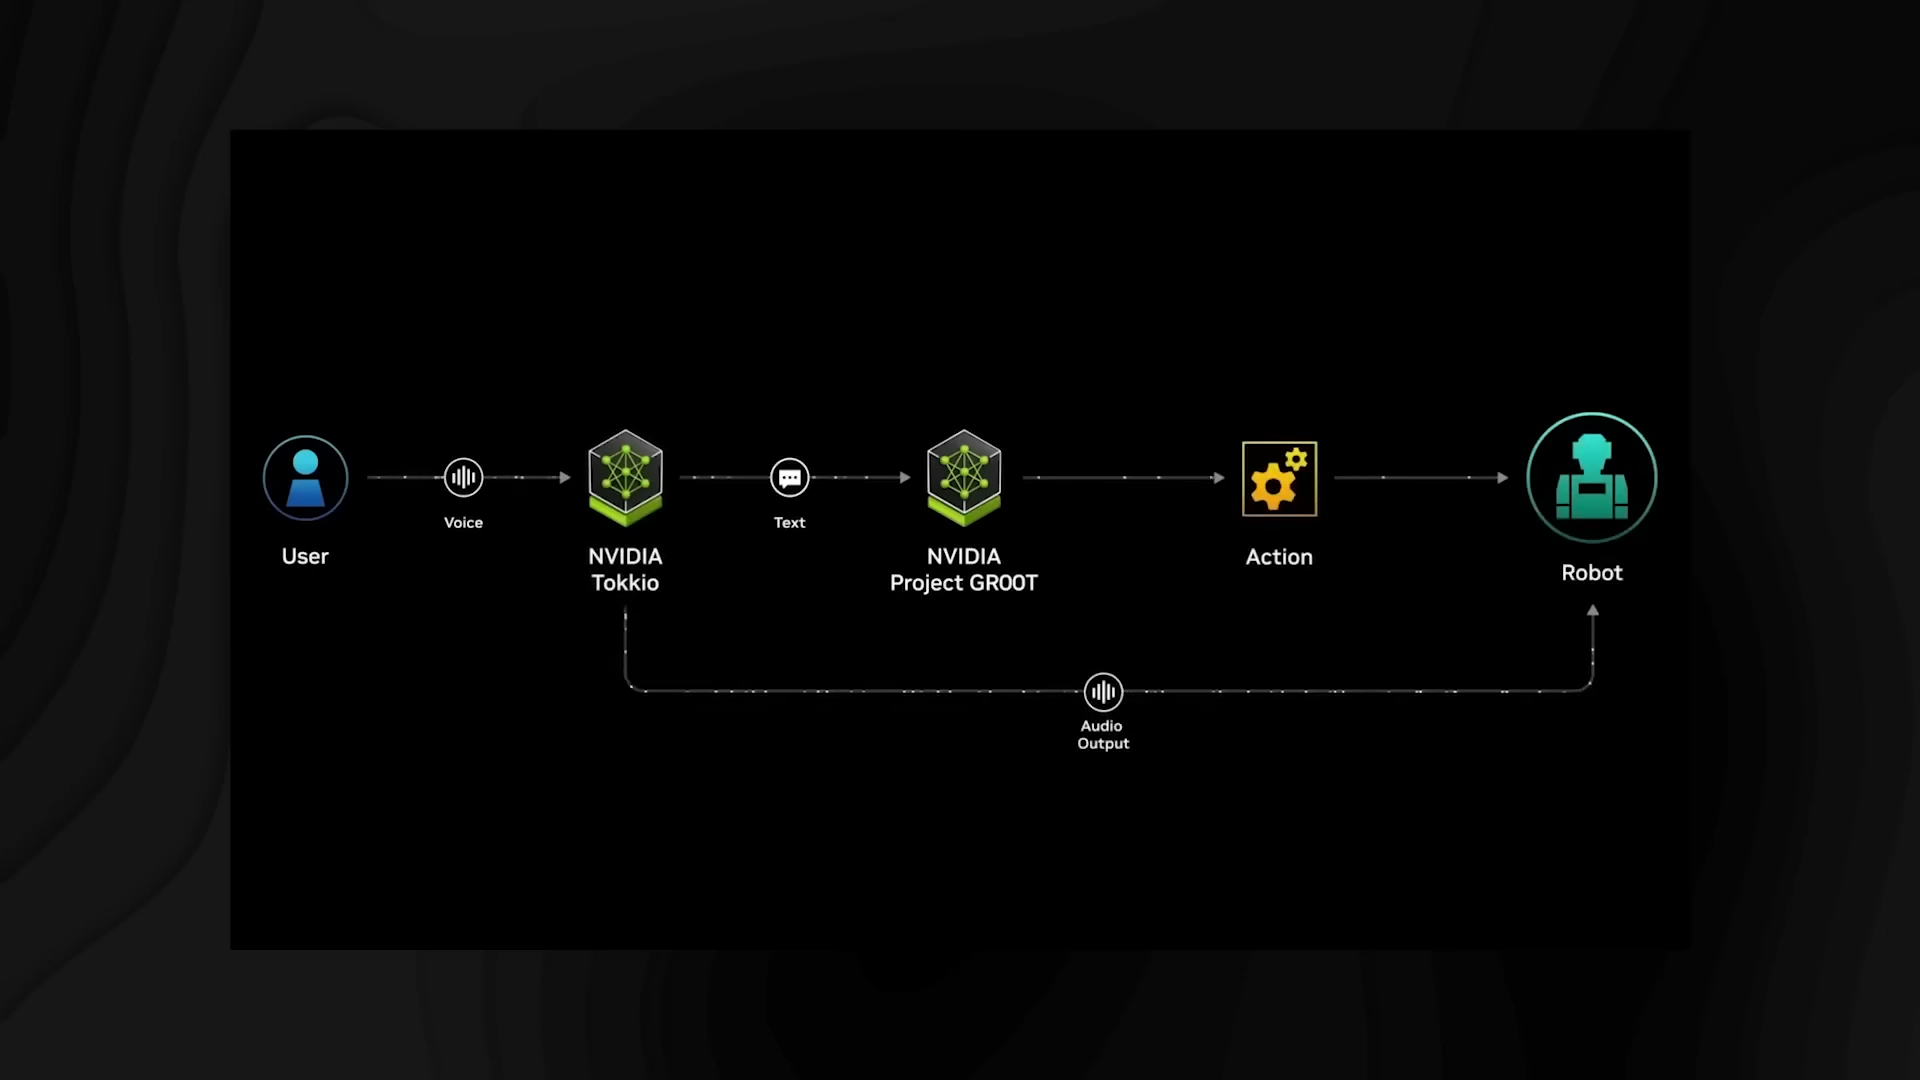 Voice
Text
User
NVIDIA
Tokkio
NVIDIA
Project GR00T
Action
Robot
Audio
Output